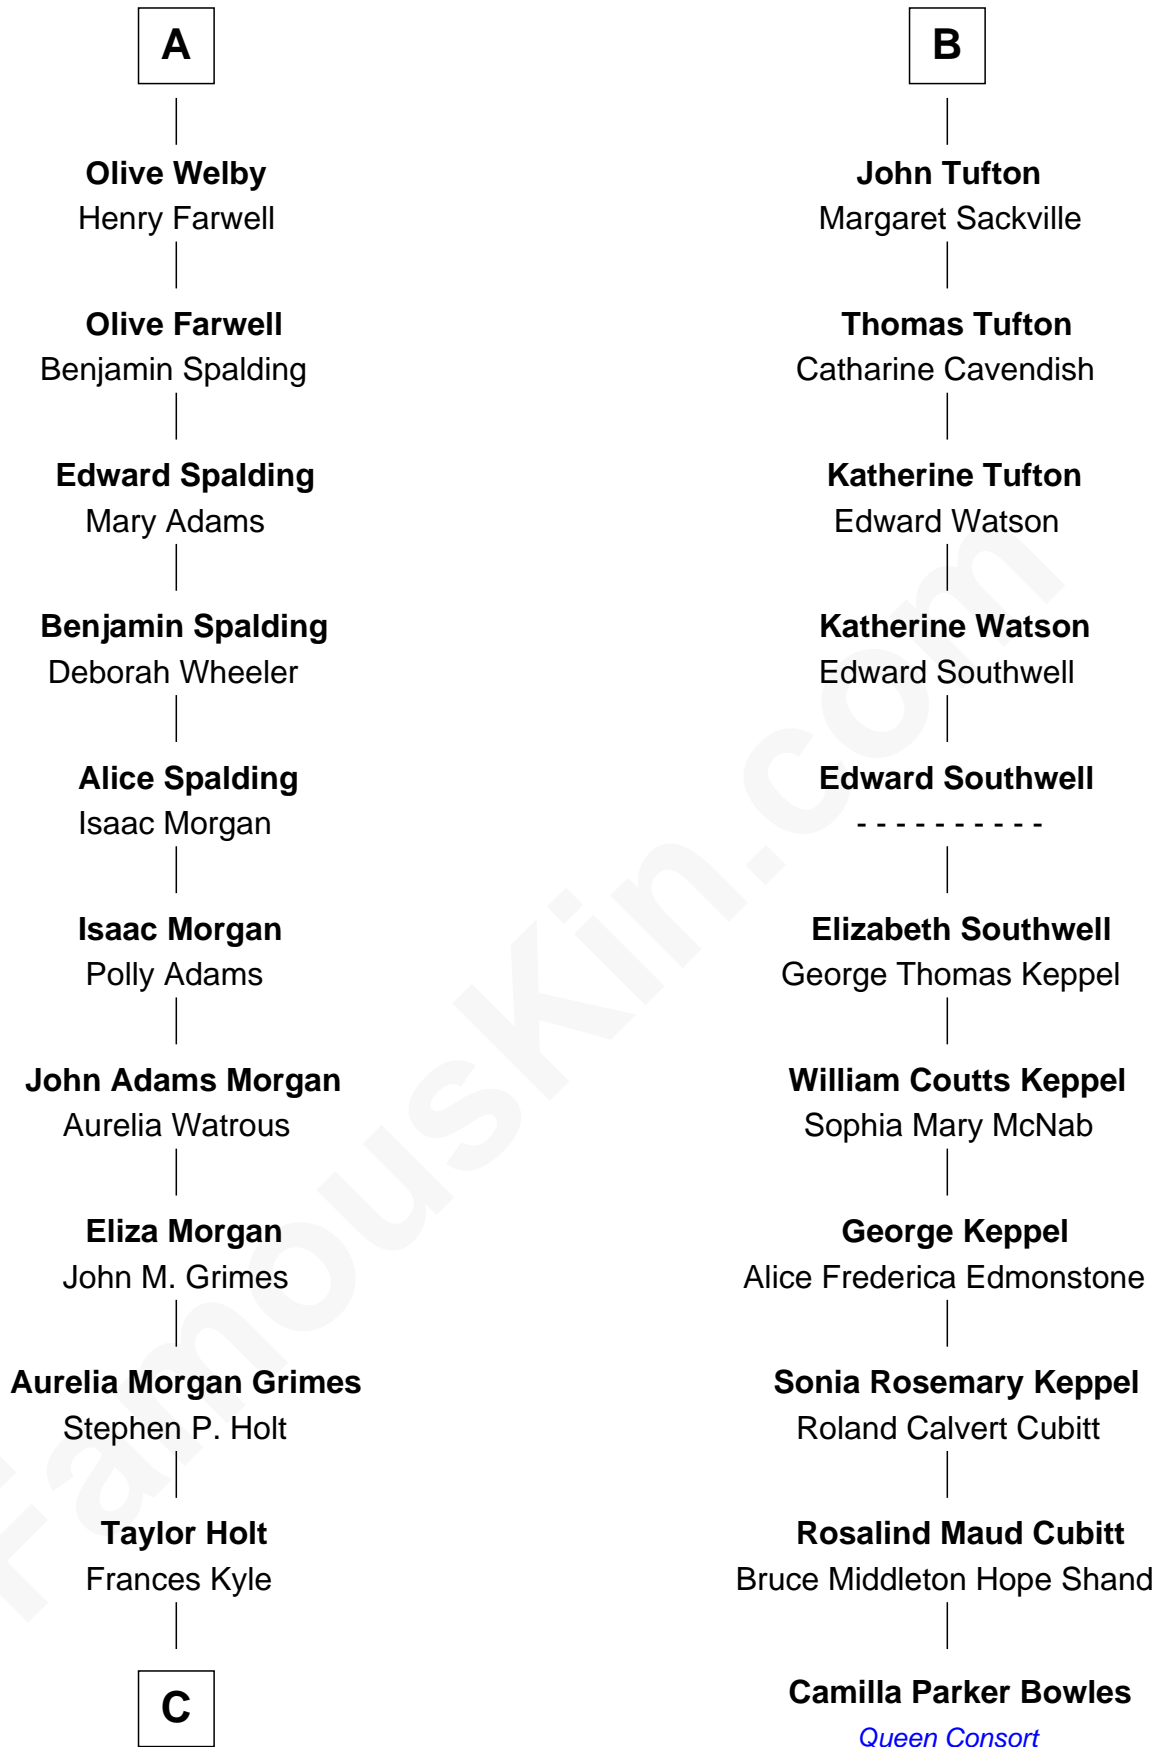 A
Olive Welby
Henry Farwell
Olive Farwell
Benjamin Spalding
Edward Spalding
Mary Adams
Benjamin Spalding
Deborah Wheeler
Alice Spalding
Isaac Morgan
Isaac Morgan
Polly Adams
John Adams Morgan
Aurelia Watrous
Eliza Morgan
John M. Grimes
Aurelia Morgan Grimes
Stephen P. Holt
Taylor Holt
Frances Kyle
C
B
John Tufton
Margaret Sackville
Thomas Tufton
Catharine Cavendish
Katherine Tufton
Edward Watson
Katherine Watson
Edward Southwell
Edward Southwell
- - - - - - - - - -
Elizabeth Southwell
George Thomas Keppel
William Coutts Keppel
Sophia Mary McNab
George Keppel
Alice Frederica Edmonstone
Sonia Rosemary Keppel
Roland Calvert Cubitt
Rosalind Maud Cubitt
Bruce Middleton Hope Shand
Camilla Parker Bowles
Queen Consort
FamousKin.com